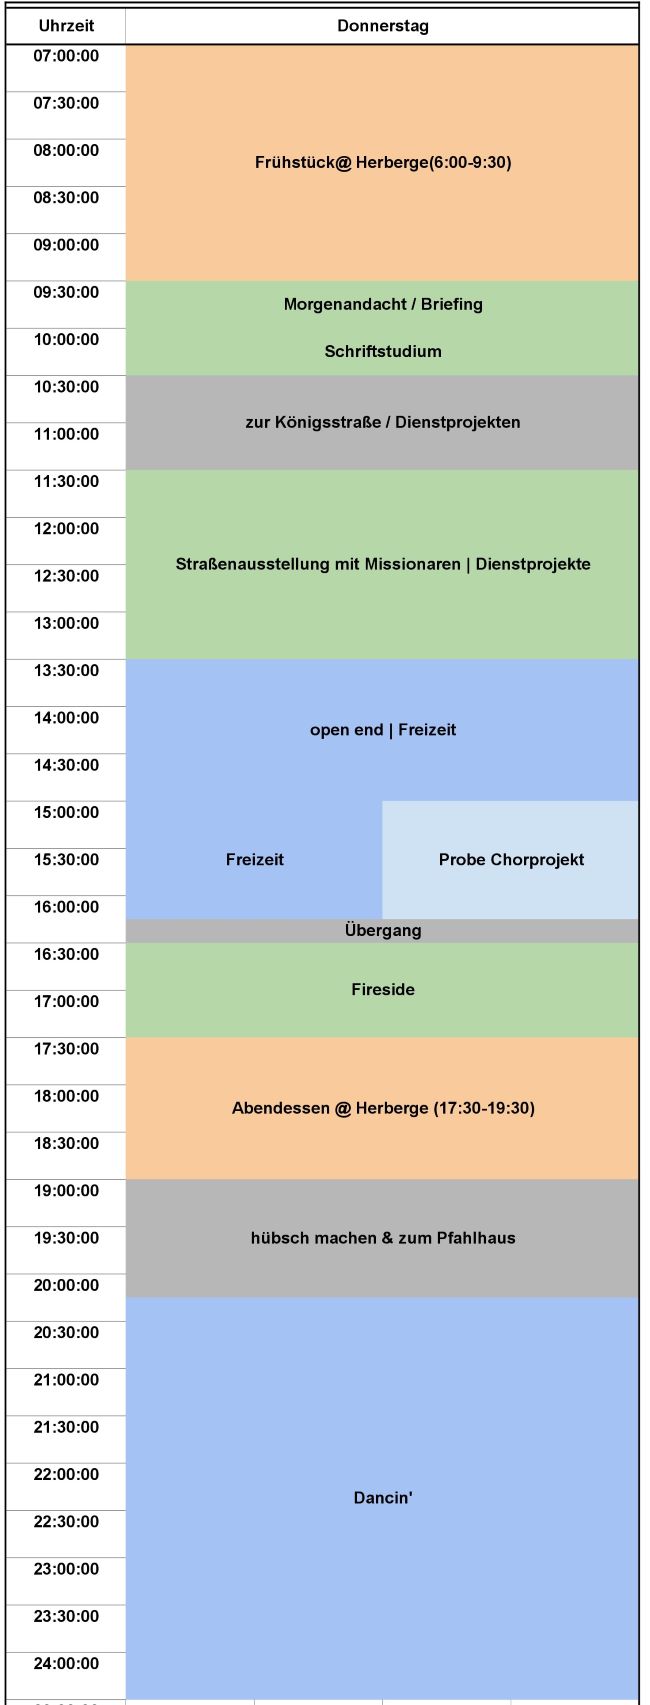 Uhrzeit Donnerstag
07:00:00
07:30:00
08:00:00
Frühstück@ Herberge(6:00-9:30)
08:30:00
09:00:00
09:30:00
Morgenandacht / Briefing
10:00:00
Schriftstudium
10:30:00
zur Königsstraße / Dienstprojekten
11:00:00
11:30:00
12:00:00
Straßenausstellung mit Missionaren | Dienstprojekte
12:30:00
13:00:00
13:30:00
14:00:00
open end | Freizeit
14:30:00
15:00:00
15:30:00
Freizeit Probe Chorprojekt
16:00:00
Übergang
16:30:00
Fireside
17:00:00
17:30:00
18:00:00
Abendessen @ Herberge (17:30-19:30)
18:30:00
19:00:00
19:30:00
hübsch machen & zum Pfahlhaus
20:00:00
20:30:00
21:00:00
21:30:00
22:00:00
Dancin'
22:30:00
23:00:00
23:30:00
24:00:00